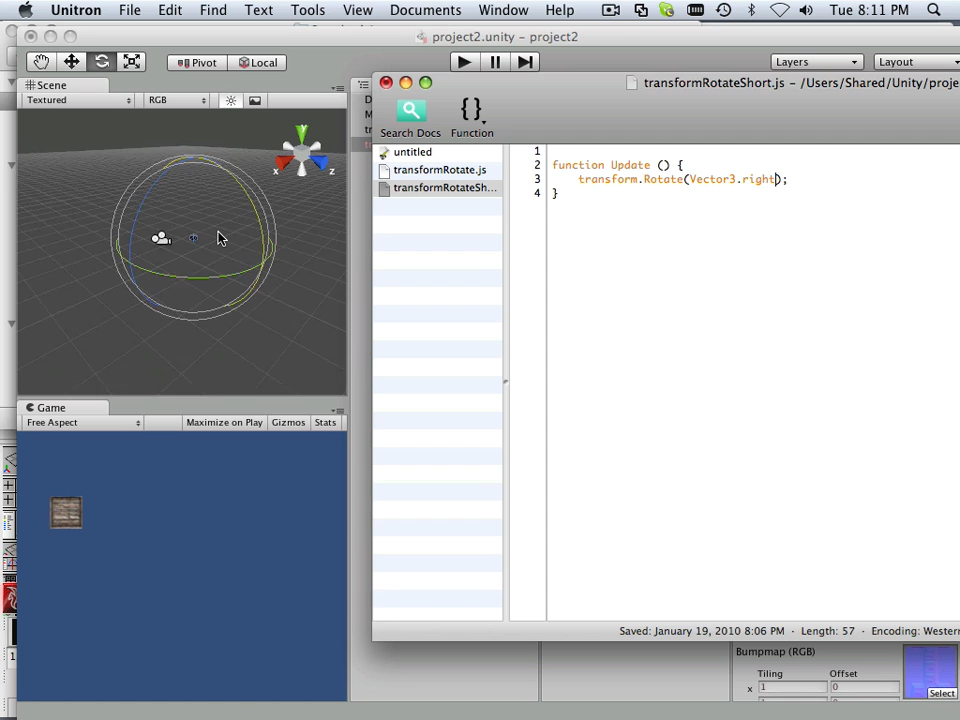 Unitron File Edit Find Text Tools View Documents Window Help Tue 8:11 PM
project2.unity – project2
Pivot Local Layers Layout
Scene
Textured RGB
y
x z
Game
Free Aspect Maximize on Play Gizmos Stats
transformRotateShort.js – /Users/Shared/Unity/proje
Search Docs Function
untitled
transformRotate.js
transformRotateSh...
1
2 function Update () {
3 transform.Rotate(Vector3.right);
4 }
Saved: January 19, 2010 8:06 PM · Length: 57 · Encoding: Western
Bumpmap (RGB)
Tiling Offset
x 1 0
Select